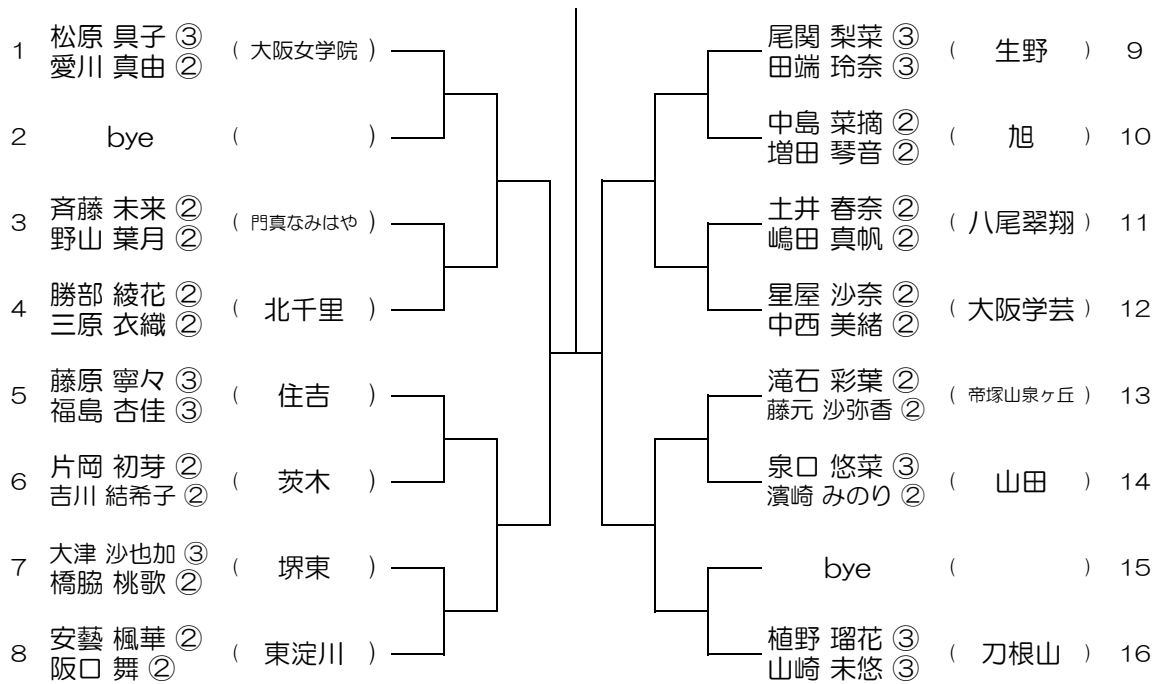 1 松原 具子 ③ ( 大阪女学院 )
愛川 真由 ②
2 bye ( )
3 斉藤 未来 ② ( 門真なみはや )
野山 葉月 ②
4 勝部 綾花 ② ( 北千里 )
三原 衣織 ②
5 藤原 寧々 ③ ( 住吉 )
福島 杏佳 ③
6 片岡 初芽 ② ( 茨木 )
吉川 結希子 ②
7 大津 沙也加 ③ ( 堺東 )
橋脇 桃歌 ②
8 安藝 楓華 ② ( 東淀川 )
阪口 舞 ②
尾関 梨菜 ③ ( 生野 ) 9
田端 玲奈 ③
中島 菜摘 ② ( 旭 ) 10
増田 琴音 ②
土井 春奈 ② ( 八尾翠翔 ) 11
嶋田 真帆 ②
星屋 沙奈 ② ( 大阪学芸 ) 12
中西 美緒 ②
滝石 彩葉 ② ( 帝塚山泉ヶ丘 ) 13
藤元 沙弥香 ②
泉口 悠菜 ③ ( 山田 ) 14
濱崎 みのり ②
bye ( ) 15
植野 瑠花 ③ ( 刀根山 ) 16
山崎 未悠 ③